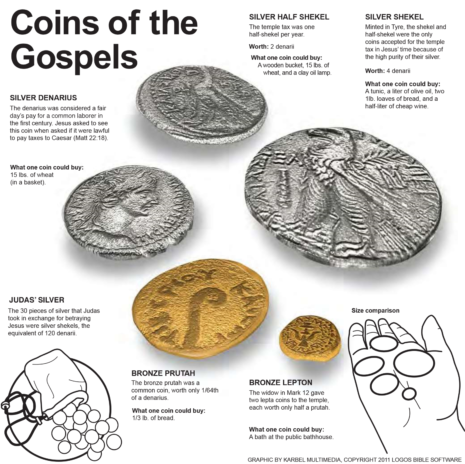 Coins of the
Gospels
SILVER HALF SHEKEL
The temple tax was one
half-shekel per year.
Worth: 2 denarii
What one coin could buy:
A wooden bucket, 15 lbs. of
wheat, and a clay oil lamp.
SILVER SHEKEL
Minted in Tyre, the shekel and
half-shekel were the only
coins accepted for the temple
tax in Jesus' time because of
the high purity of their silver.
Worth: 4 denarii
What one coin could buy:
A tunic, a liter of olive oil, two
1lb. loaves of bread, and a
half-liter of cheap wine.
SILVER DENARIUS
The denarius was considered a fair
day's pay for a common laborer in
the first century. Jesus asked to see
this coin when asked if it were lawful
to pay taxes to Caesar (Matt 22:18).
What one coin could buy:
15 lbs. of wheat
(in a basket).
JUDAS' SILVER
The 30 pieces of silver that Judas
took in exchange for betraying
Jesus were silver shekels, the
equivalent of 120 denarii.
BRONZE PRUTAH
The bronze prutah was a
common coin, worth only 1/64th
of a denarius.
What one coin could buy:
1/3 lb. of bread.
BRONZE LEPTON
The widow in Mark 12 gave
two lepta coins to the temple,
each worth only half a prutah.
What one coin could buy:
A bath at the public bathhouse.
Size comparison
GRAPHIC BY KARBEL MULTIMEDIA, COPYRIGHT 2011 LOGOS BIBLE SOFTWARE